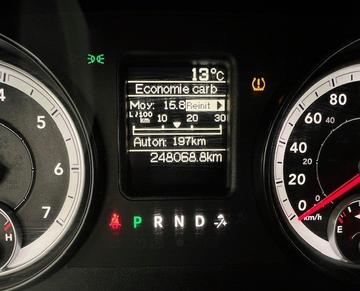 13°C
Economie carb
Moy: 15.8 Reinit
L/100 km 10 20 30
Auton: 197km
248068.8km
P R N D
4
5
6
7
H
80
60
40
20
0
km/h
E